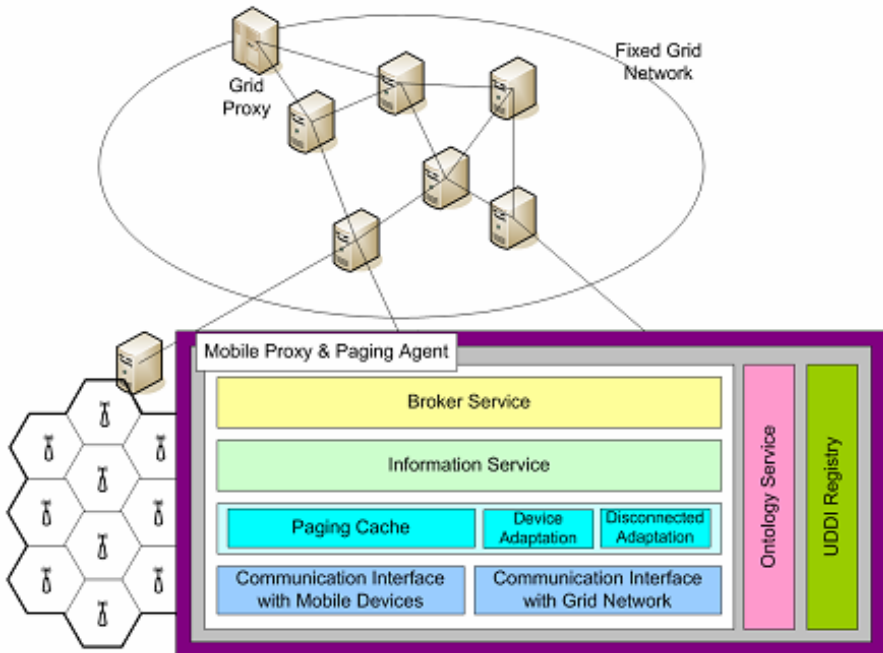 Fixed Grid
Network
Grid
Proxy
Mobile Proxy & Paging Agent
Broker Service
Information Service
Paging Cache
Device
Adaptation
Disconnected
Adaptation
Communication Interface
with Mobile Devices
Communication Interface
with Grid Network
Ontology Service
UDDI Registry